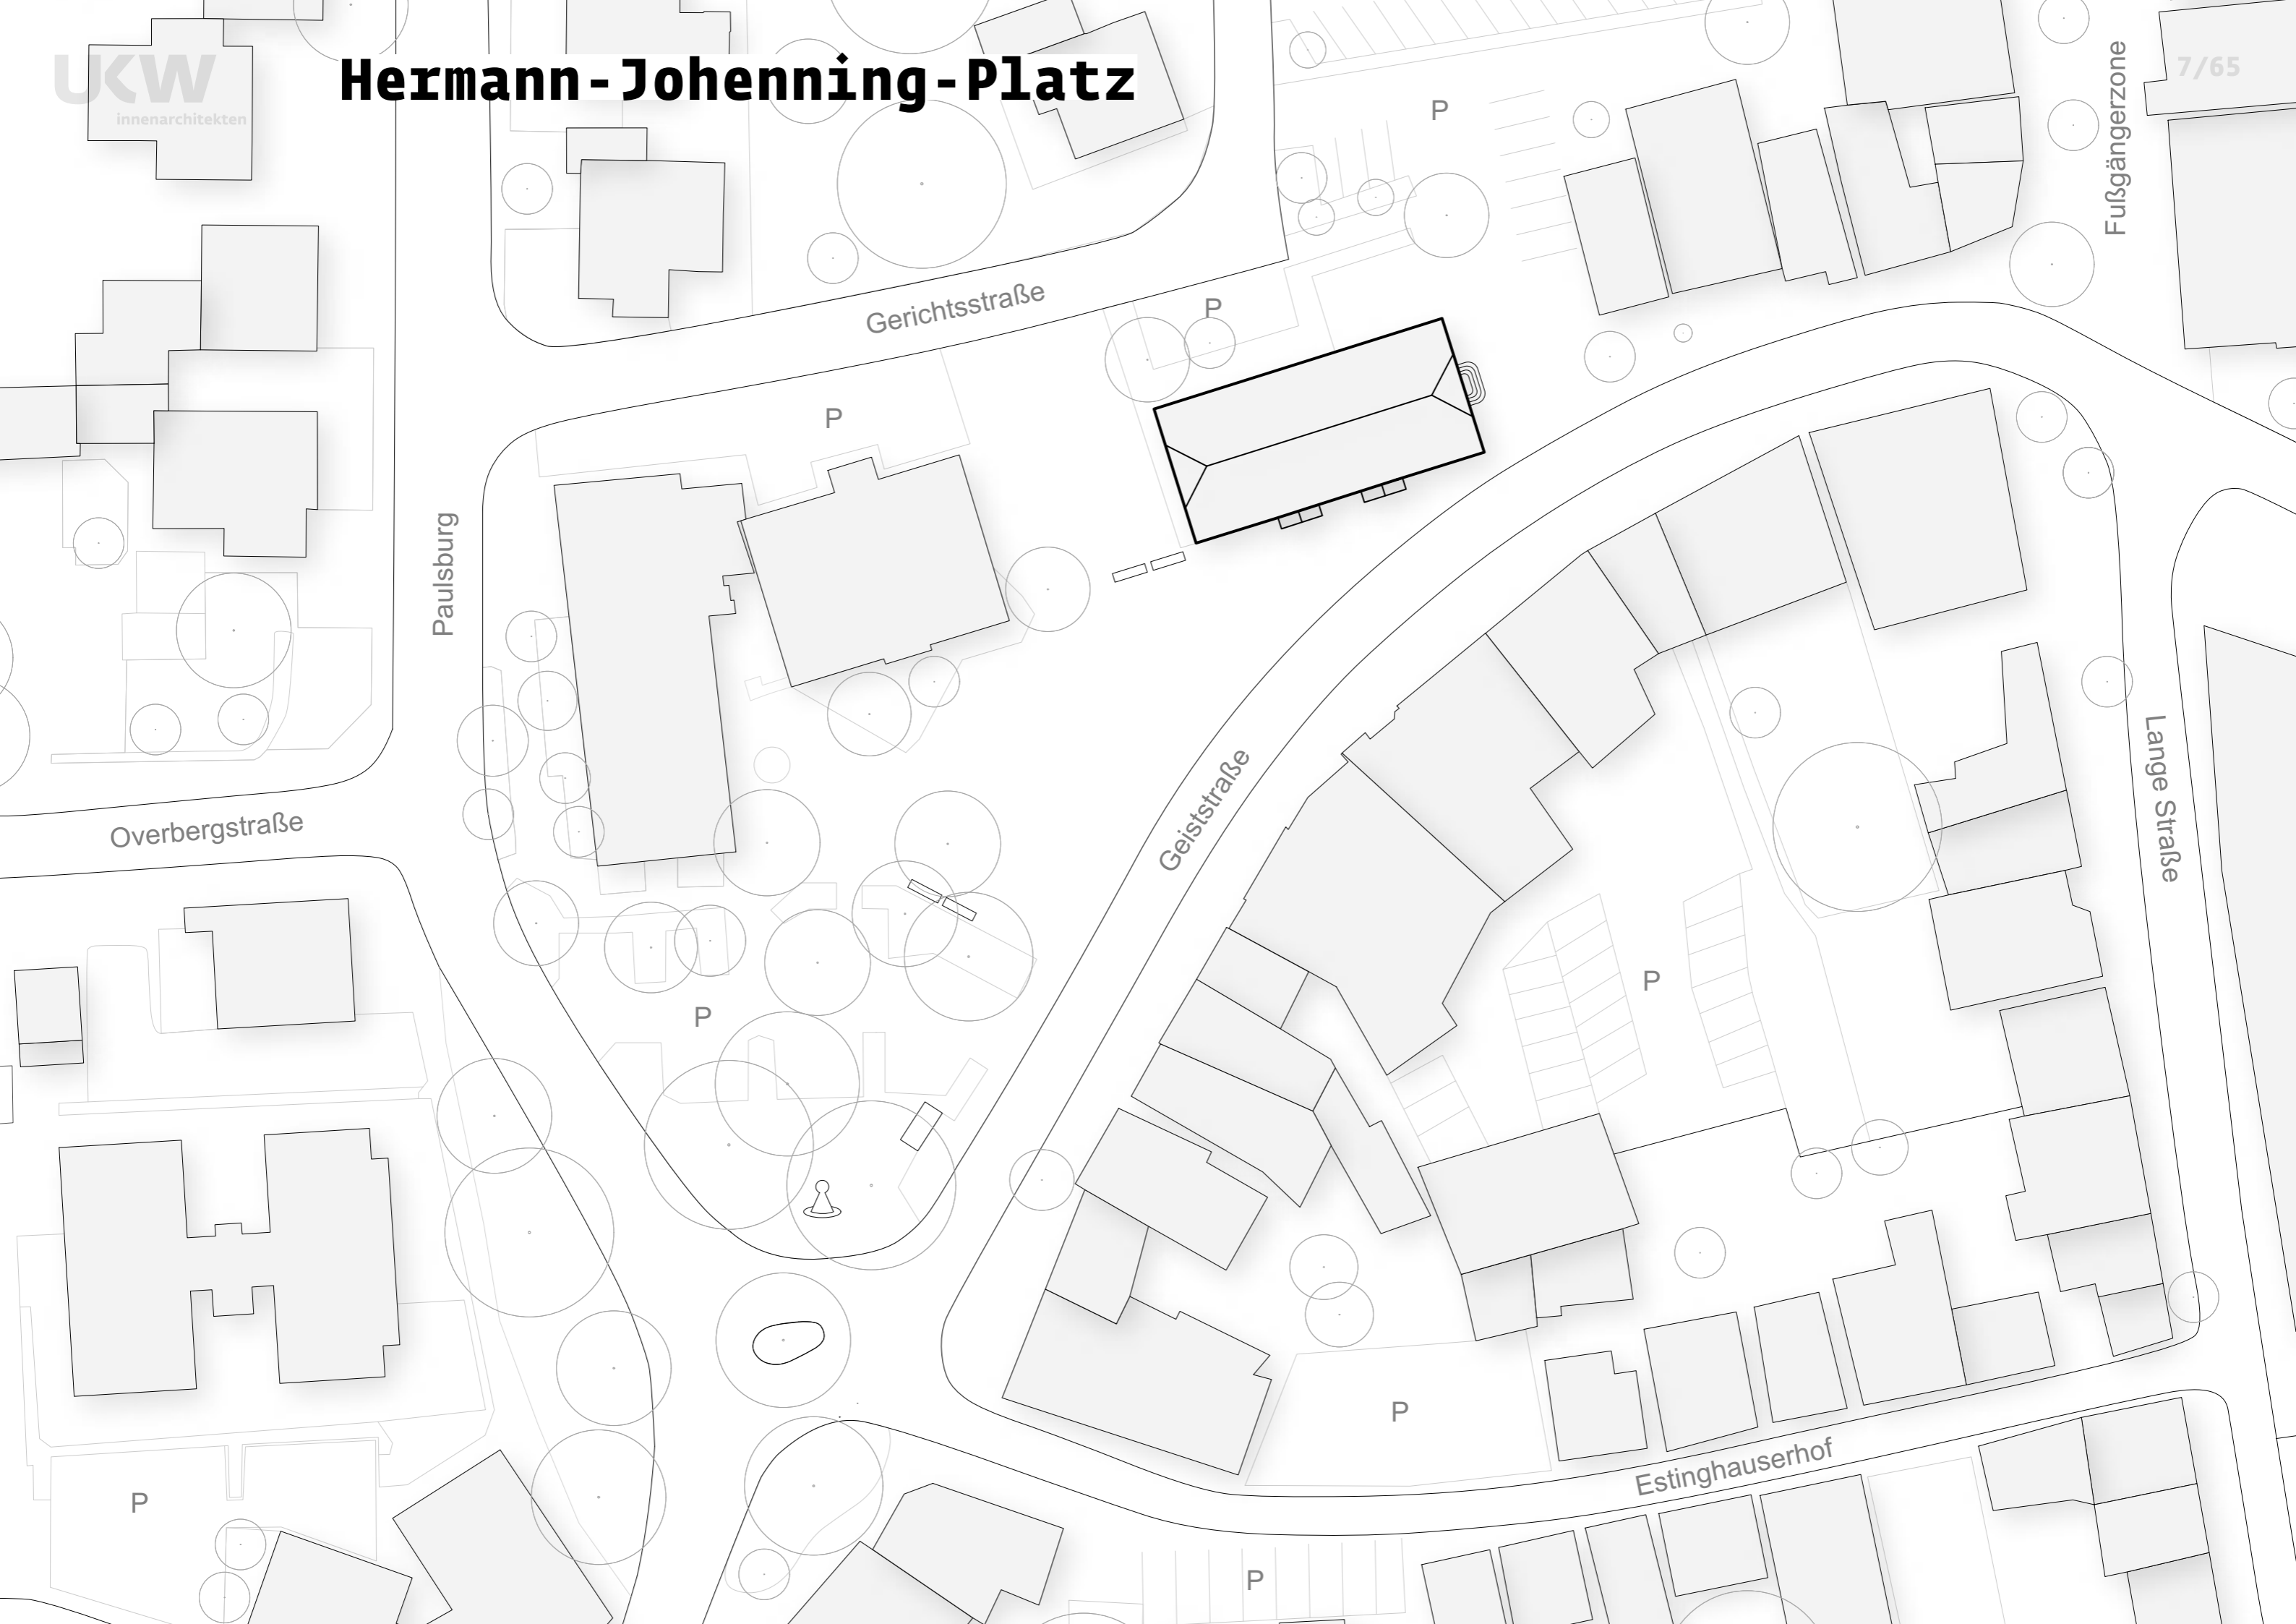 UKW
innenarchitekten
Hermann-Johenning-Platz
7/65
Fußgängerzone
P
Gerichtsstraße
P
P
Paulsburg
Overbergstraße
Geiststraße
Lange Straße
P
P
P
Estinghauserhof
P
P